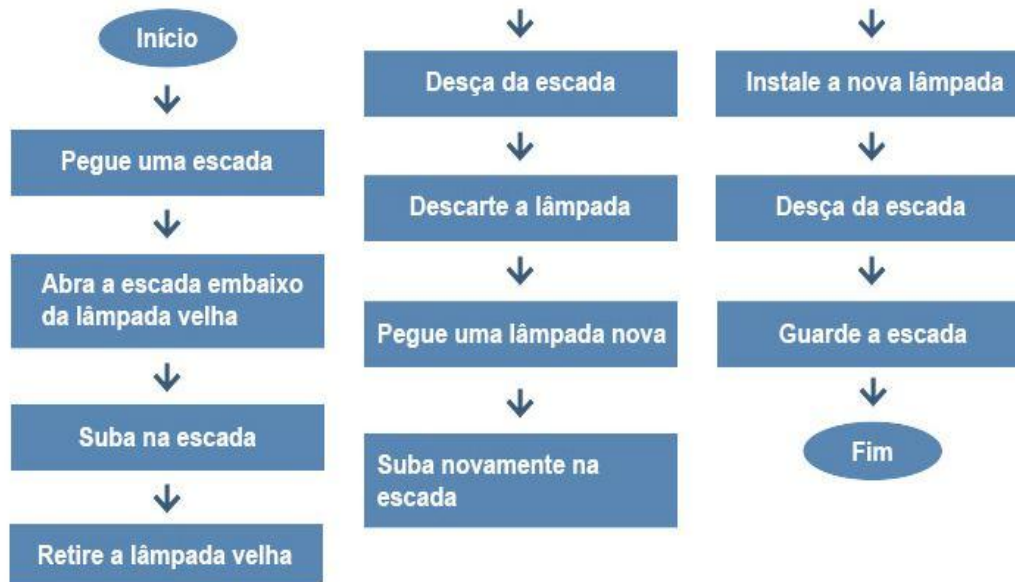 Início
Pegue uma escada
Abra a escada embaixo
da lâmpada velha
Suba na escada
Retire a lâmpada velha
Desça da escada
Descarte a lâmpada
Pegue uma lâmpada nova
Suba novamente na
escada
Instale a nova lâmpada
Desça da escada
Guarde a escada
Fim